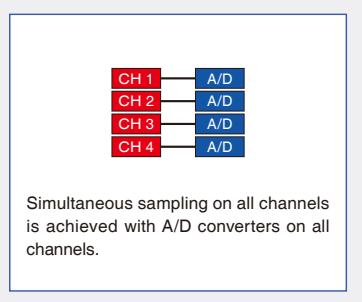 CH 1 A/D
CH 2 A/D
CH 3 A/D
CH 4 A/D
Simultaneous sampling on all channels
is achieved with A/D converters on all
channels.